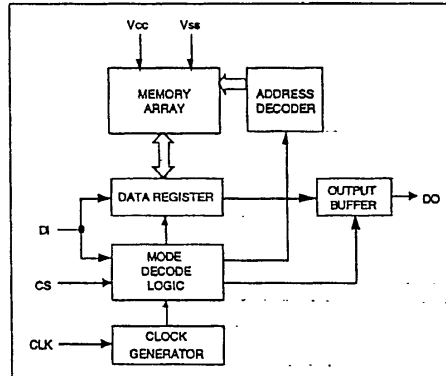 Vcc Vss
MEMORY
ARRAY
ADDRESS
DECODER
DATA REGISTER
OUTPUT
BUFFER
DO
DI
MODE
DECODE
LOGIC
CS
CLK
CLOCK
GENERATOR